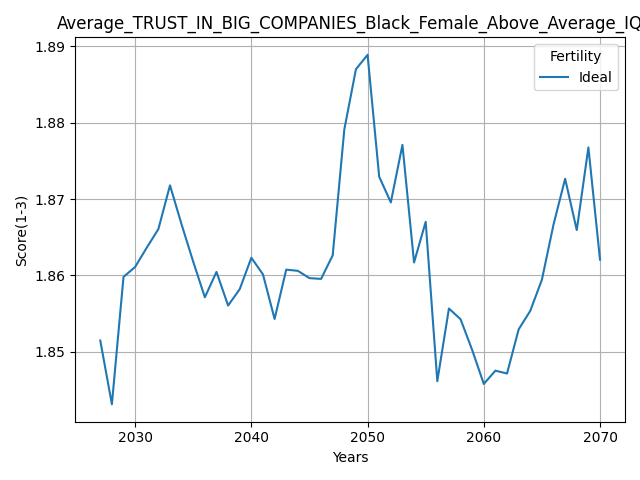 Average_TRUST_IN_BIG_COMPANIES_Black_Female_Above_Average_IQ
1.89
1.88
1.87
1.86
1.85
Score(1-3)
Fertility
Ideal
2030 2040 2050 2060 2070
Years